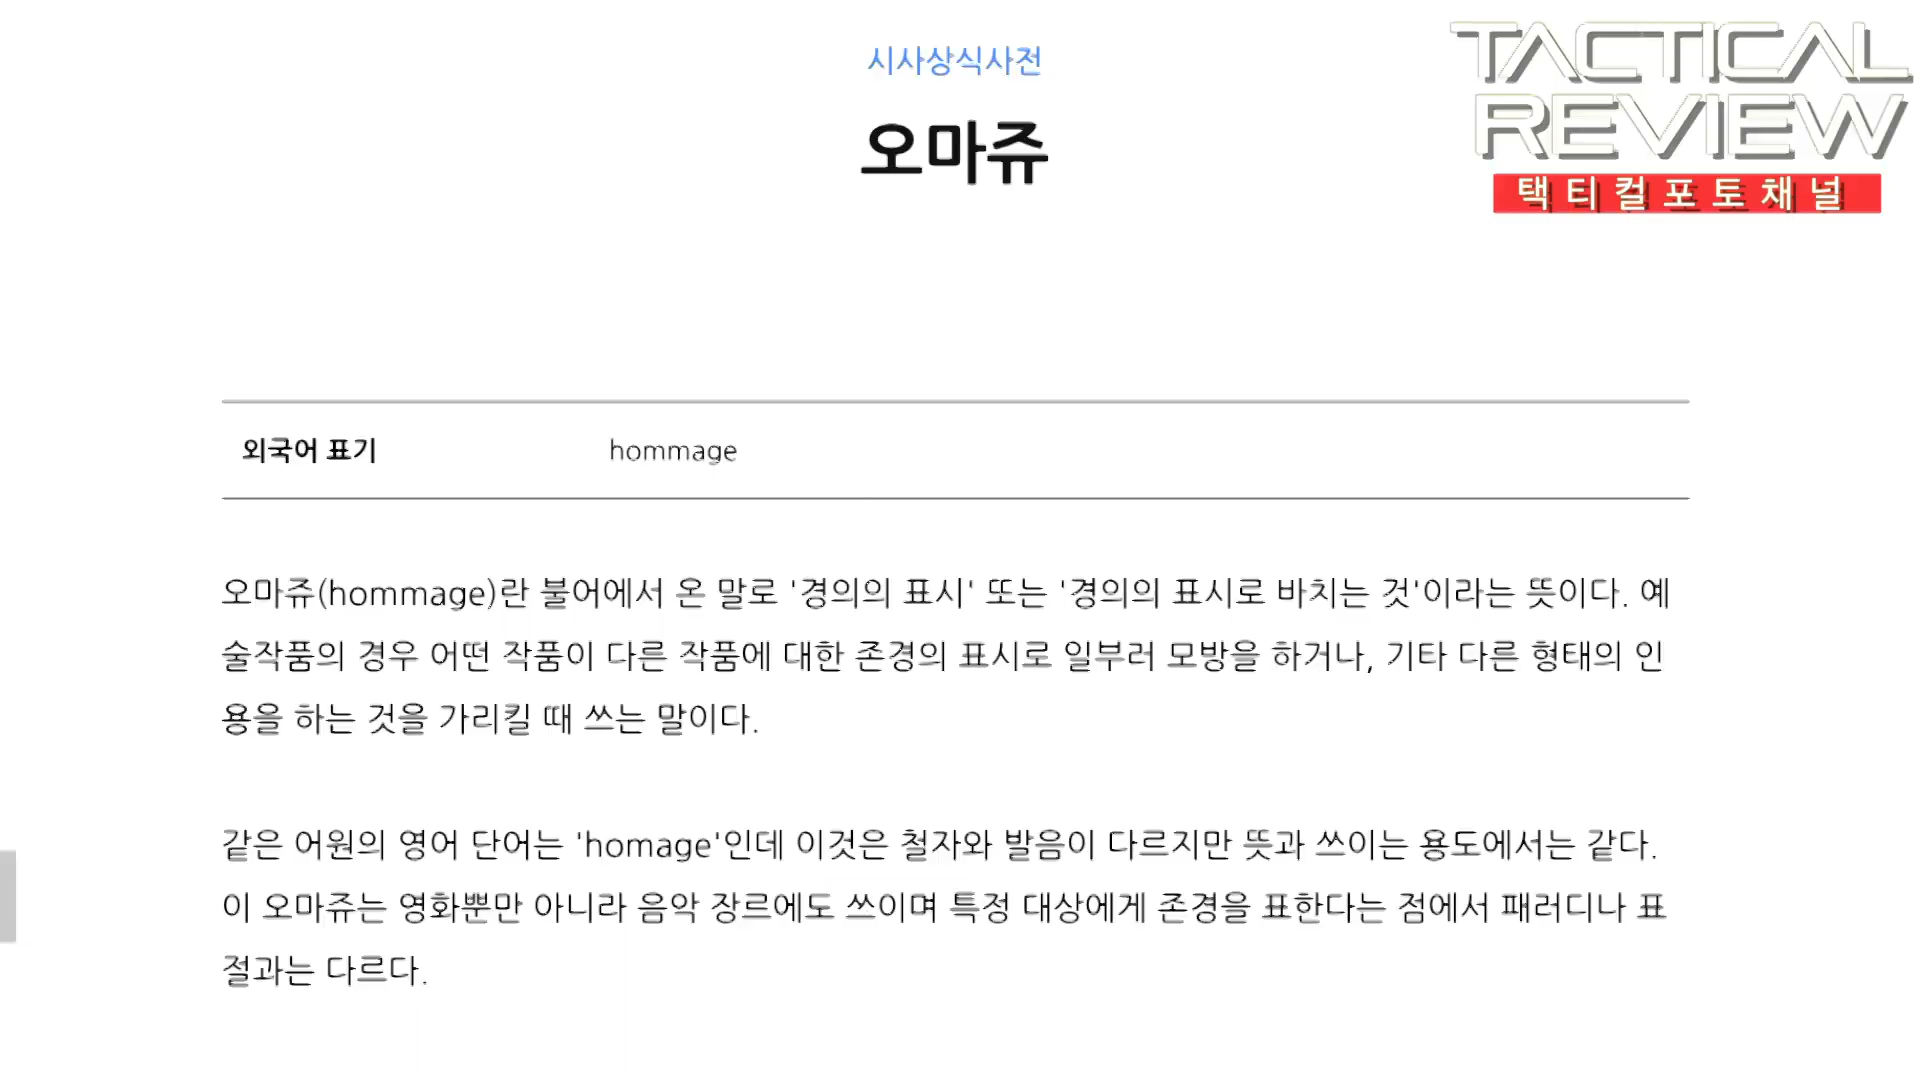 시사상식사전
오마쥬
TACTICAL
REVIEW
택티컬포토채널
외국어 표기 hommage
오마쥬(hommage)란 불어에서 온 말로 '경의의 표시' 또는 '경의의 표시로 바치는 것'이라는 뜻이다. 예
술작품의 경우 어떤 작품이 다른 작품에 대한 존경의 표시로 일부러 모방을 하거나, 기타 다른 형태의 인
용을 하는 것을 가리킬 때 쓰는 말이다.
같은 어원의 영어 단어는 'homage'인데 이것은 철자와 발음이 다르지만 뜻과 쓰이는 용도에서는 같다.
이 오마쥬는 영화뿐만 아니라 음악 장르에도 쓰이며 특정 대상에게 존경을 표한다는 점에서 패러디나 표
절과는 다르다.